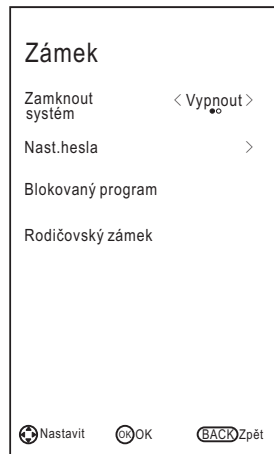 Zámek
Zamknout < Vypnout >
systém
Nast.hesla >
Blokovaný program
Rodičovský zámek
Nastavit OK OK BACK Zpět